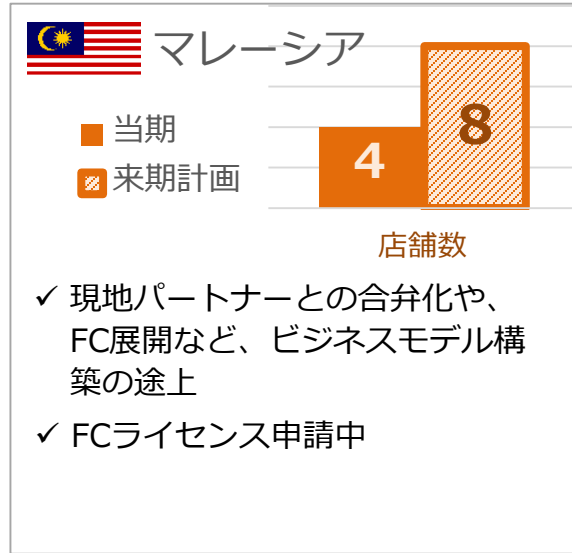 マレーシア
当期
来期計画
4
8
店舗数
✓ 現地パートナーとの合弁化や、
FC展開など、ビジネスモデル構
築の途上
✓ FCライセンス申請中